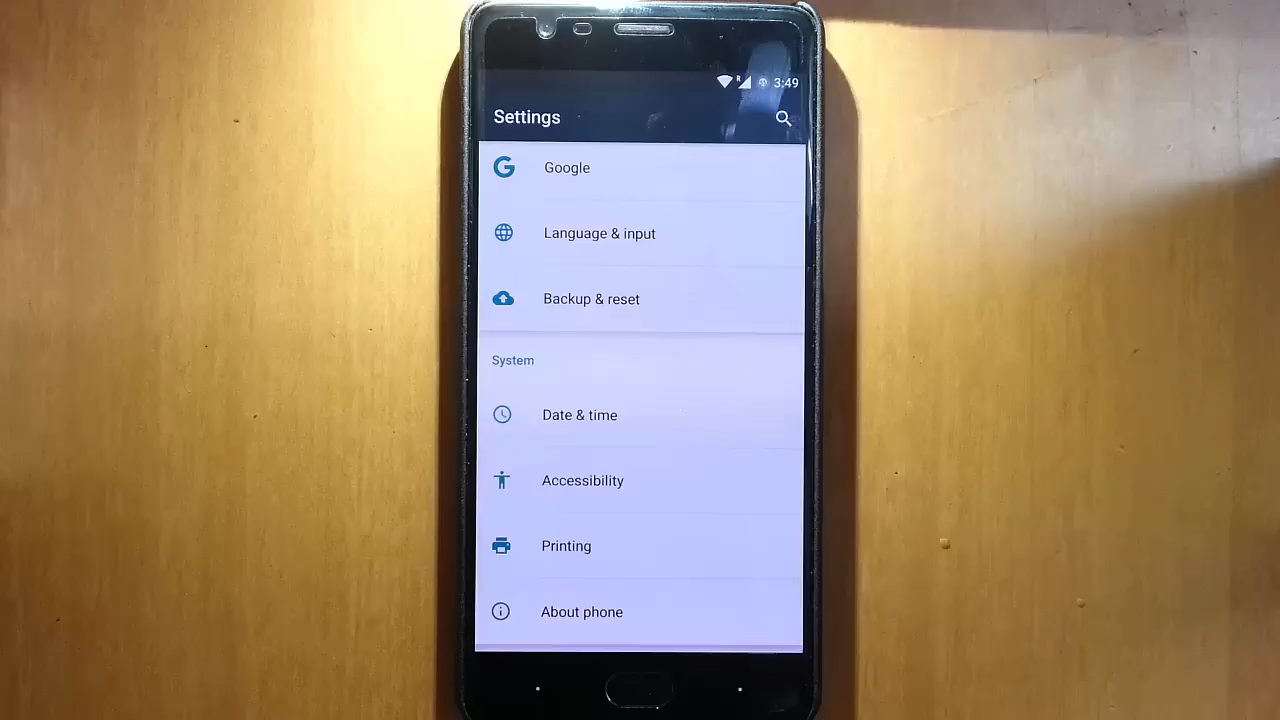 R
3:49
Settings
Google
Language & input
Backup & reset
System
Date & time
Accessibility
Printing
About phone